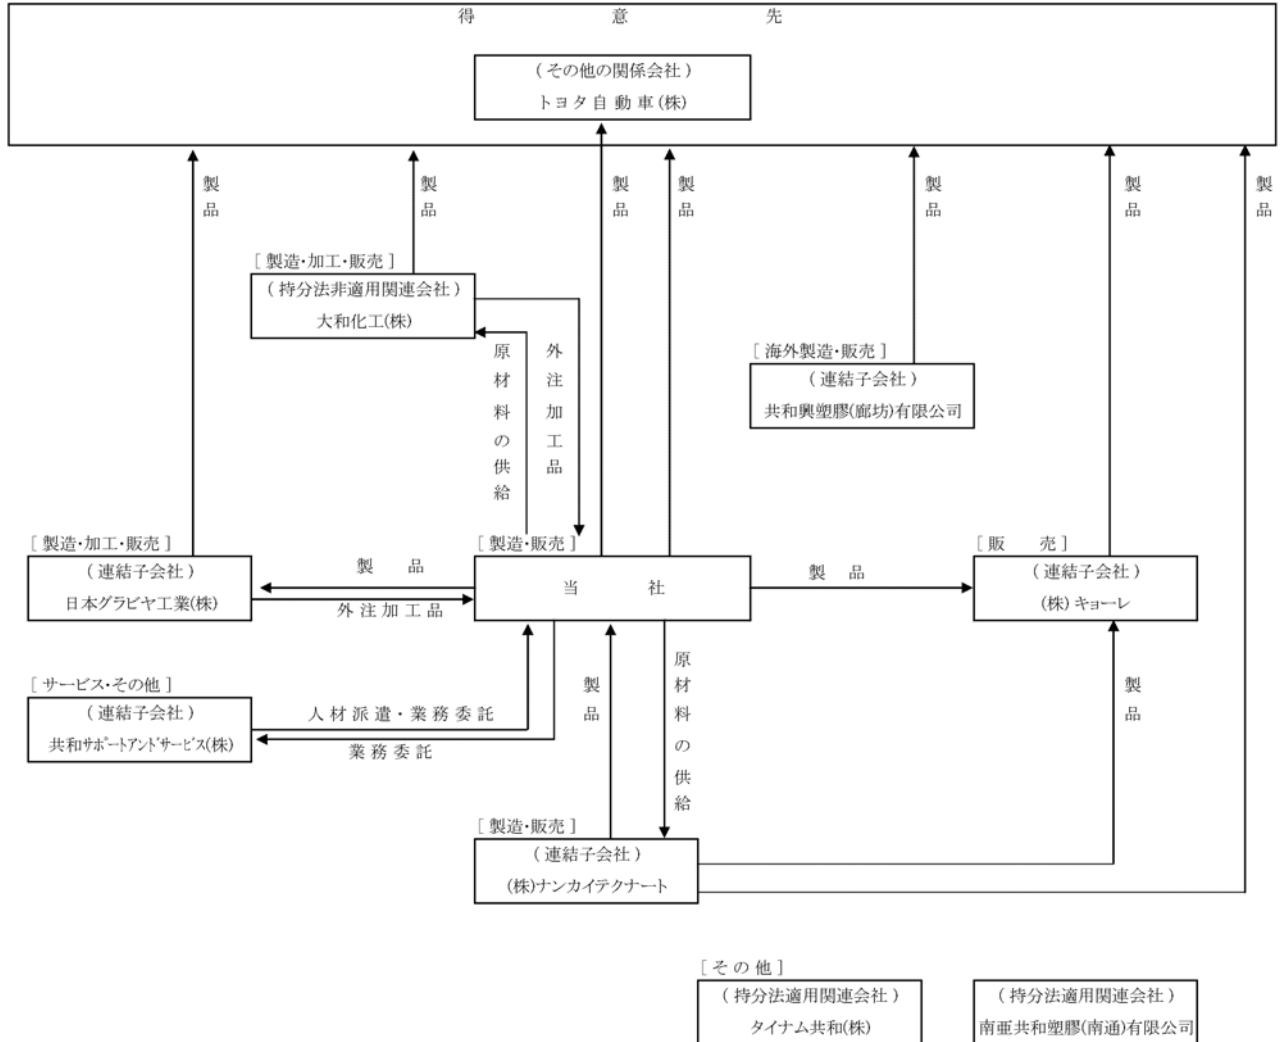 得意先
(その他の関係会社)
トヨタ自動車(株)
製品
製品
製品
製品
製品
製品
製品
[製造・加工・販売]
(持分法非適用関連会社)
大和化工(株)
原材料の供給
外注加工品
[海外製造・販売]
(連結子会社)
共和興塑膠(廊坊)有限公司
[製造・加工・販売]
(連結子会社)
日本グラビヤ工業(株)
製品
外注加工品
[製造・販売]
当社
製品
[販売]
(連結子会社)
(株)キョーレ
[サービス・その他]
(連結子会社)
共和ｻﾎﾟｰﾄｱﾝﾄﾞｻｰﾋﾞｽ(株)
人材派遣・業務委託
業務委託
製品
原材料の供給
製品
[製造・販売]
(連結子会社)
(株)ナンカイテクナート
[その他]
(持分法適用関連会社)
タイナム共和(株)
(持分法適用関連会社)
南亜共和塑膠(南通)有限公司